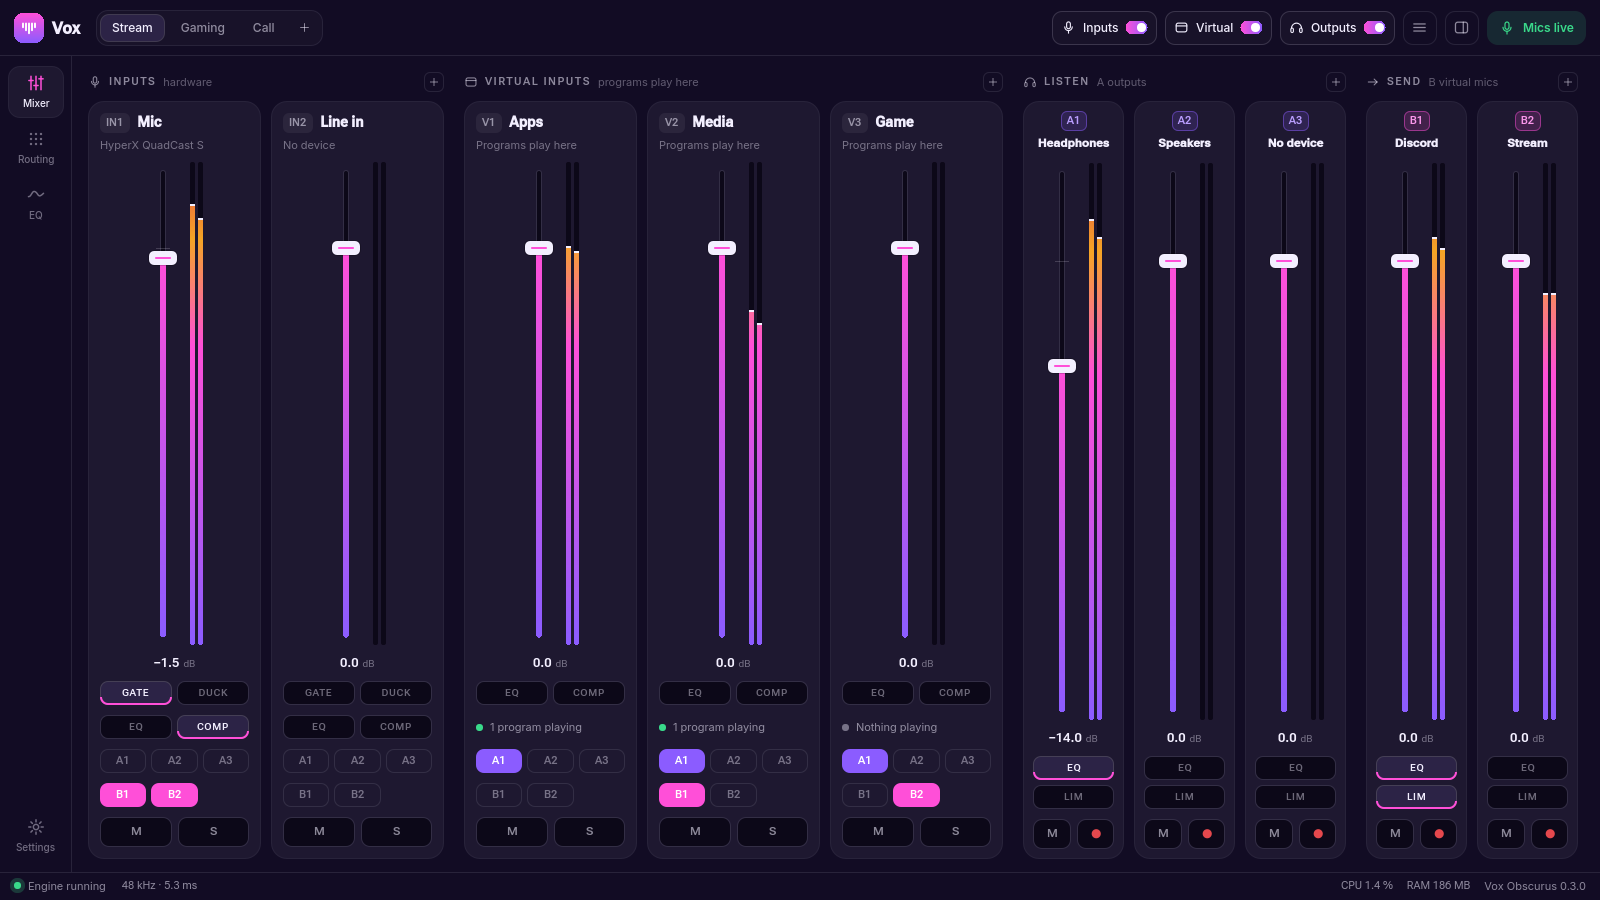 Vox
Stream Gaming Call +
Inputs Virtual Outputs Mics live
Mixer
Routing
EQ
Settings
INPUTS hardware +
VIRTUAL INPUTS programs play here +
LISTEN A outputs +
SEND B virtual mics +
IN1 Mic
HyperX QuadCast S
−1.5 dB
GATE DUCK
EQ COMP
A1 A2 A3
B1 B2
M S
IN2 Line in
No device
0.0 dB
GATE DUCK
EQ COMP
A1 A2 A3
B1 B2
M S
V1 Apps
Programs play here
0.0 dB
EQ COMP
1 program playing
A1 A2 A3
B1 B2
M S
V2 Media
Programs play here
0.0 dB
EQ COMP
1 program playing
A1 A2 A3
B1 B2
M S
V3 Game
Programs play here
0.0 dB
EQ COMP
Nothing playing
A1 A2 A3
B1 B2
M S
A1
Headphones
−14.0 dB
EQ
LIM
M
A2
Speakers
0.0 dB
EQ
LIM
M
A3
No device
0.0 dB
EQ
LIM
M
B1
Discord
0.0 dB
EQ
LIM
M
B2
Stream
0.0 dB
EQ
LIM
M
Engine running 48 kHz · 5.3 ms
CPU 1.4 % RAM 186 MB Vox Obscurus 0.3.0